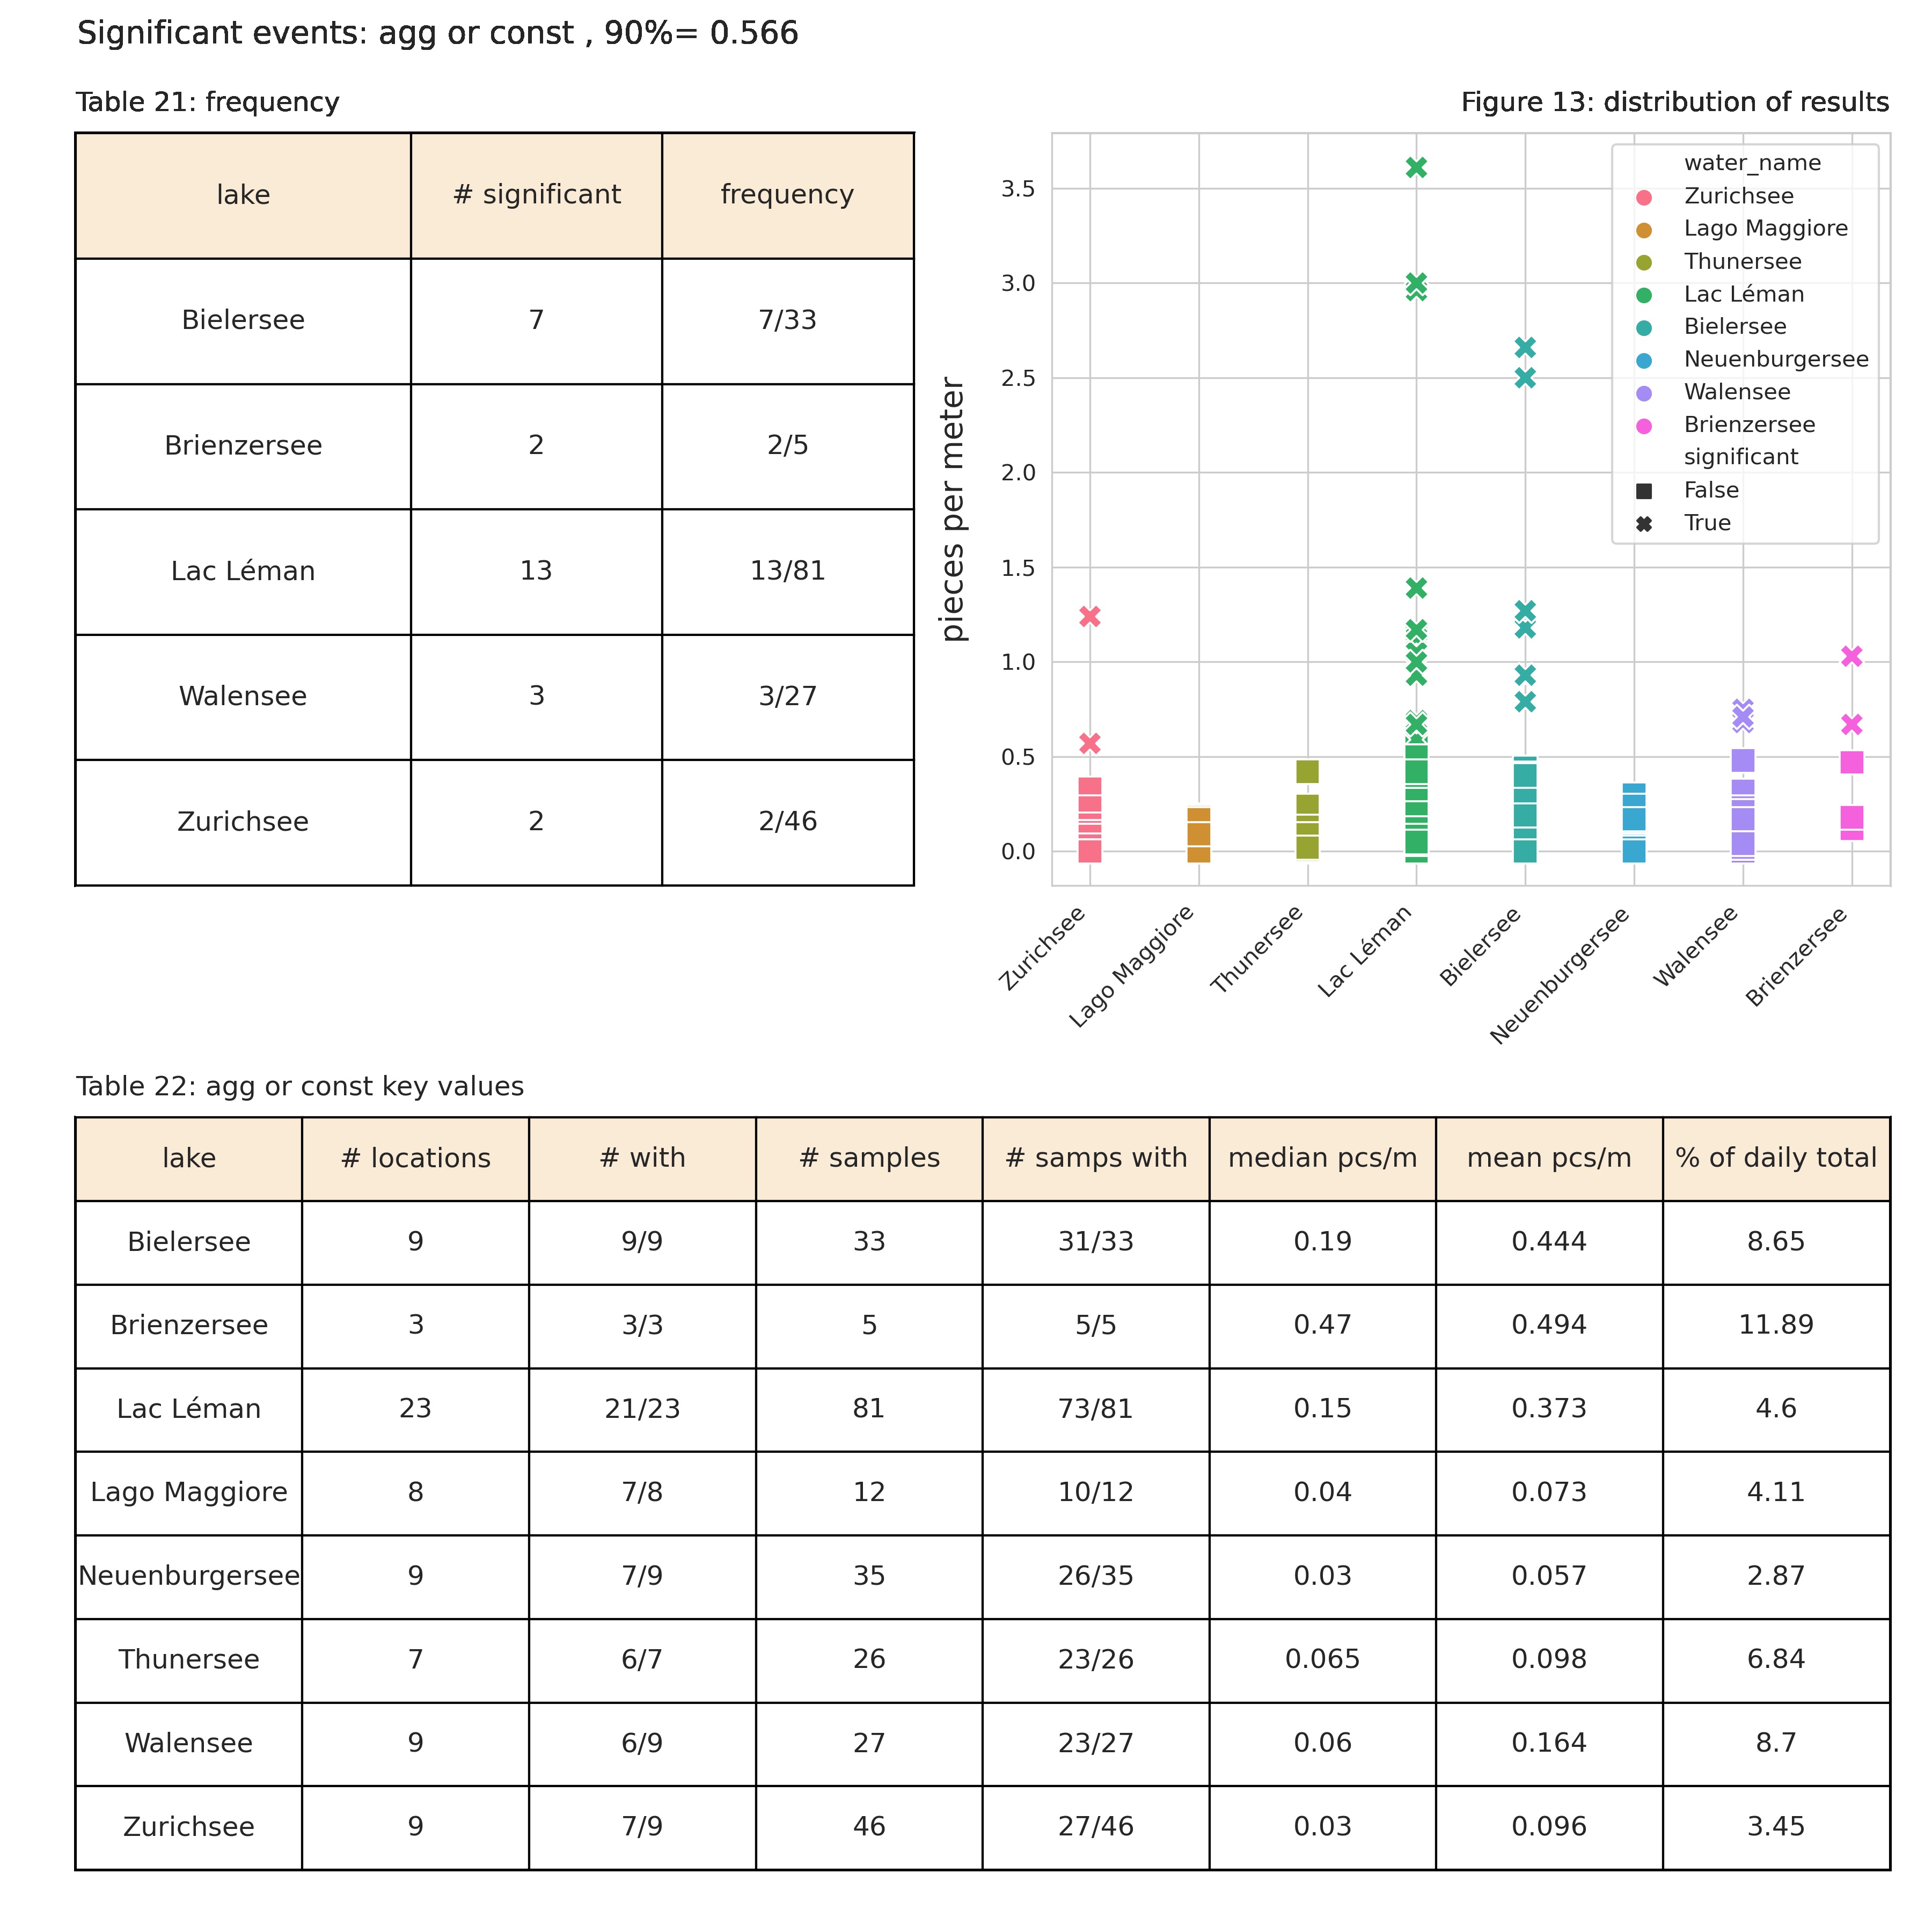 Significant events: agg or const , 90%= 0.566
Table 21: frequency
lake # significant frequency
Bielersee 7 7/33
Brienzersee 2 2/5
Lac Léman 13 13/81
Walensee 3 3/27
Zurichsee 2 2/46
Figure 13: distribution of results
pieces per meter
3.5
3.0
2.5
2.0
1.5
1.0
0.5
0.0
water_name
Zurichsee
Lago Maggiore
Thunersee
Lac Léman
Bielersee
Neuenburgersee
Walensee
Brienzersee
significant
False
True
Zurichsee
Lago Maggiore
Thunersee
Lac Léman
Bielersee
Neuenburgersee
Walensee
Brienzersee
Table 22: agg or const key values
lake # locations # with # samples # samps with median pcs/m mean pcs/m % of daily total
Bielersee 9 9/9 33 31/33 0.19 0.444 8.65
Brienzersee 3 3/3 5 5/5 0.47 0.494 11.89
Lac Léman 23 21/23 81 73/81 0.15 0.373 4.6
Lago Maggiore 8 7/8 12 10/12 0.04 0.073 4.11
Neuenburgersee 9 7/9 35 26/35 0.03 0.057 2.87
Thunersee 7 6/7 26 23/26 0.065 0.098 6.84
Walensee 9 6/9 27 23/27 0.06 0.164 8.7
Zurichsee 9 7/9 46 27/46 0.03 0.096 3.45